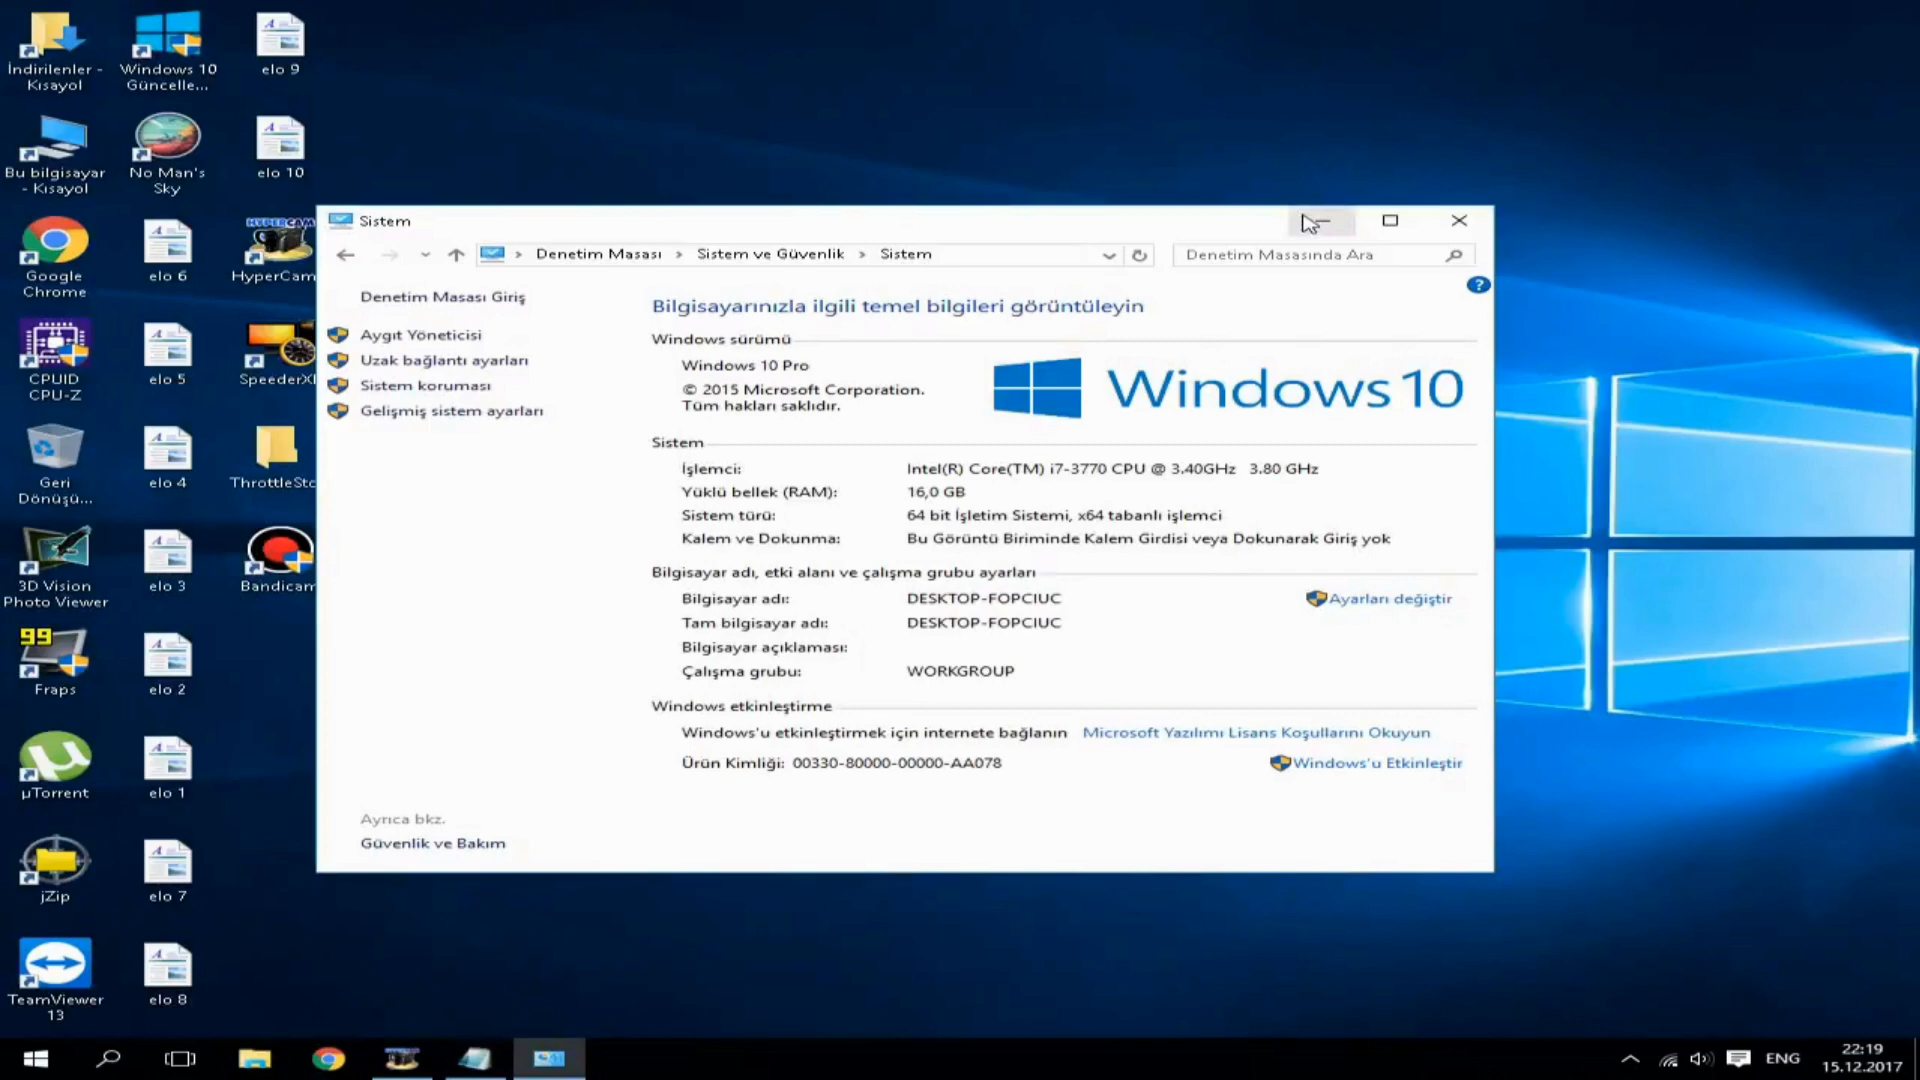 İndirilenler -
Kısayol
Windows 10
Güncelle...
elo 9
Bu bilgisayar
- Kısayol
No Man's
Sky
elo 10
Google
Chrome
elo 6
HYPERCAM
HyperCam
CPUID
CPU-Z
elo 5
SpeederXP
Geri
Dönüşü...
elo 4
ThrottleSto
3D Vision
Photo Viewer
elo 3
Bandicam
99
Fraps
elo 2
µTorrent
elo 1
jZip
elo 7
TeamViewer
13
elo 8
Sistem
Denetim Masası > Sistem ve Güvenlik > Sistem
Denetim Masasında Ara
Denetim Masası Giriş
Aygıt Yöneticisi
Uzak bağlantı ayarları
Sistem koruması
Gelişmiş sistem ayarları
Ayrıca bkz.
Güvenlik ve Bakım
Bilgisayarınızla ilgili temel bilgileri görüntüleyin
Windows sürümü
Windows 10 Pro
© 2015 Microsoft Corporation.
Tüm hakları saklıdır.
Windows 10
Sistem
İşlemci: Intel(R) Core(TM) i7-3770 CPU @ 3.40GHz 3.80 GHz
Yüklü bellek (RAM): 16,0 GB
Sistem türü: 64 bit İşletim Sistemi, x64 tabanlı işlemci
Kalem ve Dokunma: Bu Görüntü Biriminde Kalem Girdisi veya Dokunarak Giriş yok
Bilgisayar adı, etki alanı ve çalışma grubu ayarları
Bilgisayar adı: DESKTOP-FOPCIUC
Ayarları değiştir
Tam bilgisayar adı: DESKTOP-FOPCIUC
Bilgisayar açıklaması:
Çalışma grubu: WORKGROUP
Windows etkinleştirme
Windows'u etkinleştirmek için internete bağlanın Microsoft Yazılımı Lisans Koşullarını Okuyun
Ürün Kimliği: 00330-80000-00000-AA078
Windows'u Etkinleştir
ENG
22:19
15.12.2017